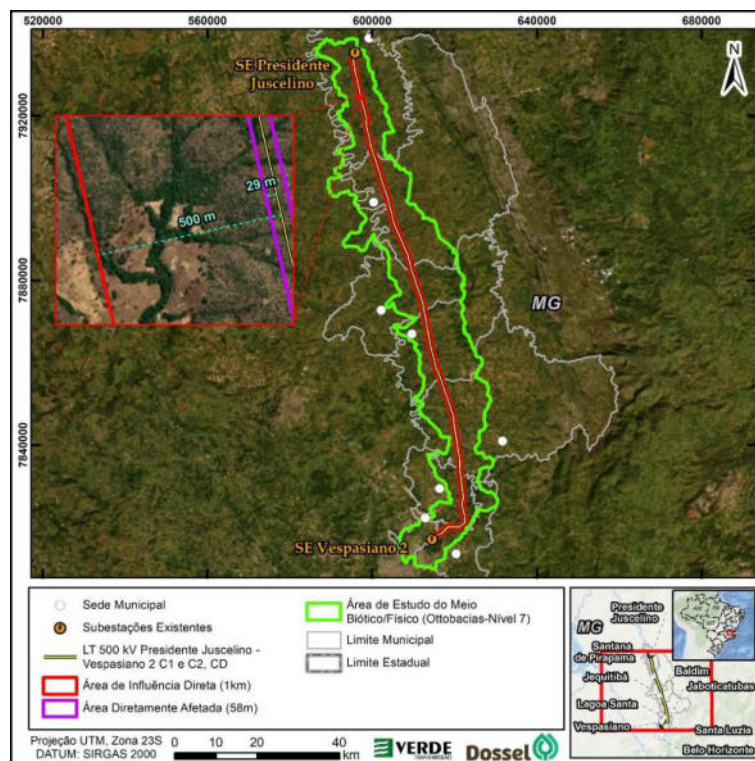 520000 560000 600000 640000 680000
SE Presidente
Juscelino
7920000
29 m
500 m
7880000
MG
7840000
SE Vespasiano 2
N
Sede Municipal
Subestações Existentes
LT 500 kV Presidente Juscelino -
Vespasiano 2 C1 e C2, CD
Área de Influência Direta (1km)
Área Diretamente Afetada (58m)
Área de Estudo do Meio
Biótico/Físico (Ottobacias-Nível 7)
Limite Municipal
Limite Estadual
Projeção UTM, Zona 23S
DATUM: SIRGAS 2000
0 10 20 40
km
VERDE
Dossel
Presidente
Juscelino
MG
Santana
de Pirapama
Baldim
Jequitibá
Jaboticatubas
Lagoa Santa
Vespasiano
Santa Luzia
Belo Horizonte